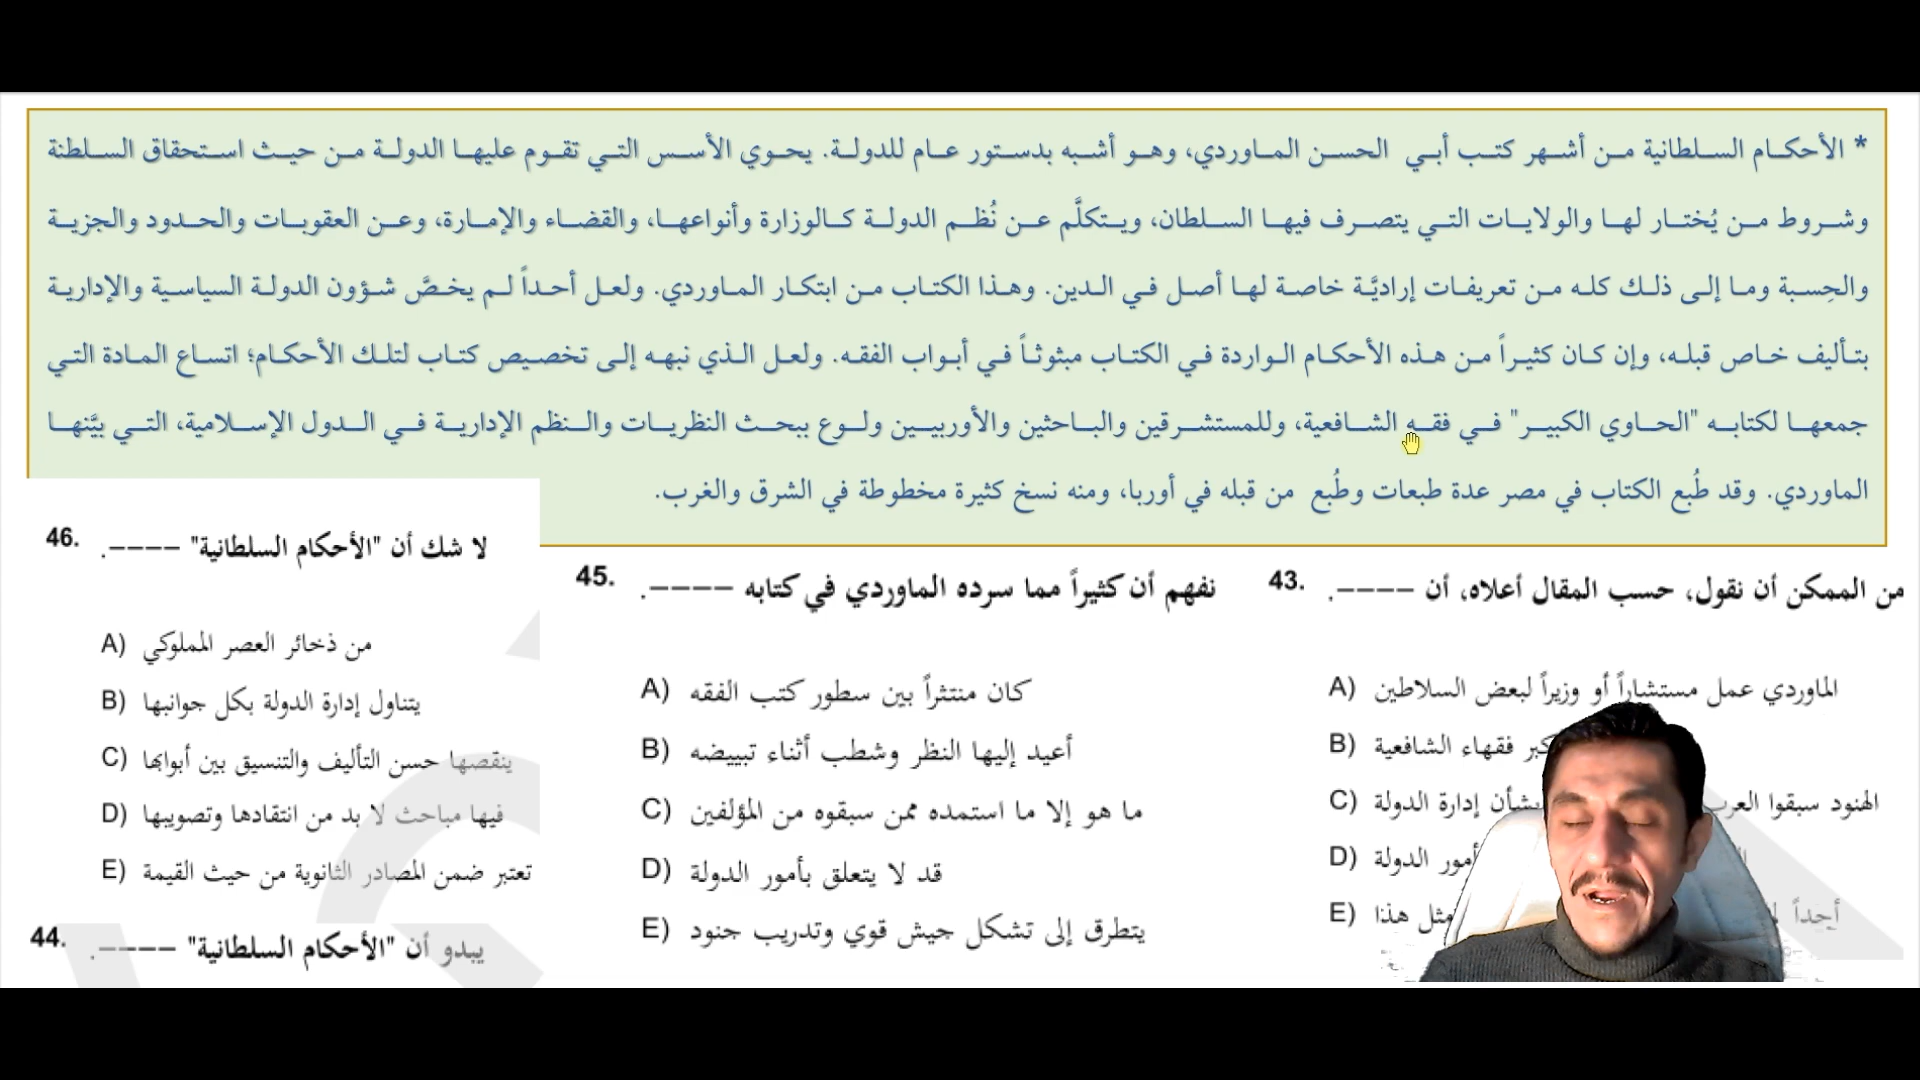 * الأحكام السلطانية من أشهر كتب أبي الحسن الماوردي، وهو أشبه بدستور عام للدولة. يحوي الأسس التي تقوم عليها الدولة من حيث استحقاق السلطنة
وشروط من يُختار لها والولايات التي يتصرف فيها السلطان، ويتكلَّم عن نُظم الدولة كالوزارة وأنواعها، والقضاء والإمارة، وعن العقوبات والحدود والجزية
والحِسبة وما إلى ذلك كله من تعريفات إراديَّة خاصة لها أصل في الدين. وهذا الكتاب من ابتكار الماوردي. ولعل أحداً لم يخصَّ شؤون الدولة السياسية والإدارية
بتأليف خاص قبله، وإن كان كثيراً من هذه الأحكام الواردة في الكتاب مبثوثاً في أبواب الفقه. ولعل الذي نبهه إلى تخصيص كتاب لتلك الأحكام؛ اتساع المادة التي
جمعها لكتابه "الحاوي الكبير" في فقه الشافعية، وللمستشرقين والباحثين والأوربيين ولوع ببحث النظريات والنظم الإدارية في الدول الإسلامية، التي بيَّنها
الماوردي. وقد طُبع الكتاب في مصر عدة طبعات وطُبع من قبله في أوربا، ومنه نسخ كثيرة مخطوطة في الشرق والغرب.
43. من الممكن أن نقول، حسب المقال أعلاه، أن ----.
A) الماوردي عمل مستشاراً أو وزيراً لبعض السلاطين
B) فقهاء الشافعية
C) الهنود سبقوا العرب بشأن إدارة الدولة
D) أمور الدولة
E) أحداً مثل هذا
45. نفهم أن كثيراً مما سرده الماوردي في كتابه ----.
A) كان منتثراً بين سطور كتب الفقه
B) أعيد إليها النظر وشطب أثناء تبييضه
C) ما هو إلا ما استمده ممن سبقوه من المؤلفين
D) قد لا يتعلق بأمور الدولة
E) يتطرق إلى تشكل جيش قوي وتدريب جنود
46. لا شك أن "الأحكام السلطانية" ----.
A) من ذخائر العصر المملوكي
B) يتناول إدارة الدولة بكل جوانبها
C) ينقصها حسن التأليف والتنسيق بين أبوابها
D) فيها مباحث لا بد من انتقادها وتصويبها
E) تعتبر ضمن المصادر الثانوية من حيث القيمة
44. يبدو أن "الأحكام السلطانية" ----.